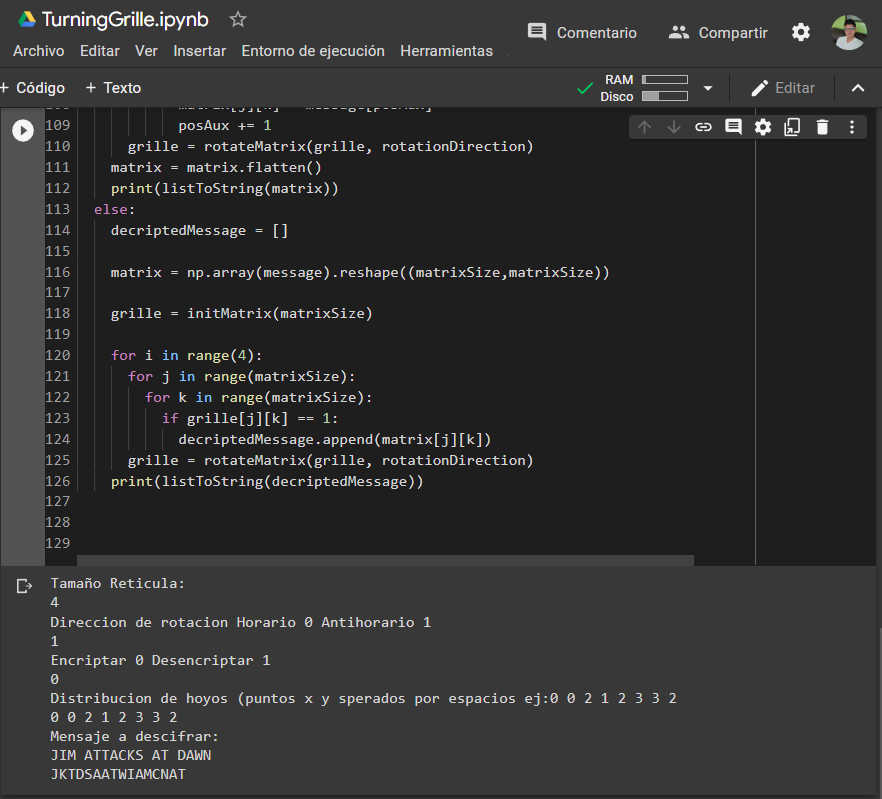 TurningGrille.ipynb
Archivo Editar Ver Insertar Entorno de ejecución Herramientas
Comentario Compartir
+ Código + Texto
RAM
Disco
Editar
109 posAux += 1
110 grille = rotateMatrix(grille, rotationDirection)
111 matrix = matrix.flatten()
112 print(listToString(matrix))
113 else:
114 decriptedMessage = []
115
116 matrix = np.array(message).reshape((matrixSize,matrixSize))
117
118 grille = initMatrix(matrixSize)
119
120 for i in range(4):
121 for j in range(matrixSize):
122 for k in range(matrixSize):
123 if grille[j][k] == 1:
124 decriptedMessage.append(matrix[j][k])
125 grille = rotateMatrix(grille, rotationDirection)
126 print(listToString(decriptedMessage))
127
128
129
Tamaño Reticula:
4
Direccion de rotacion Horario 0 Antihorario 1
1
Encriptar 0 Desencriptar 1
0
Distribucion de hoyos (puntos x y sperados por espacios ej:0 0 2 1 2 3 3 2
0 0 2 1 2 3 3 2
Mensaje a descifrar:
JIM ATTACKS AT DAWN
JKTDSAATWIAMCNAT